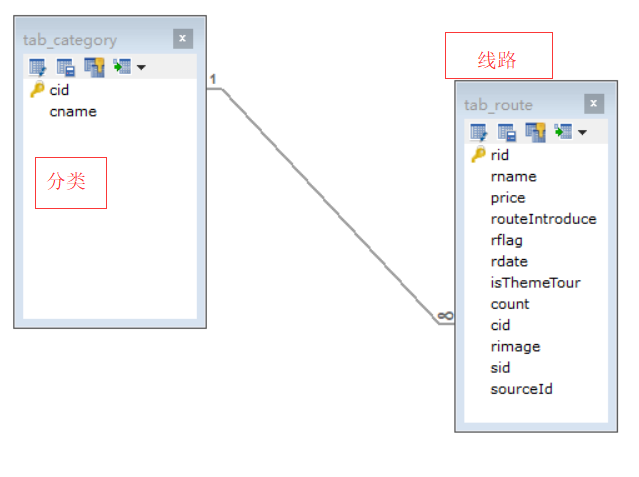 tab_category
x
cid
cname
分类
1
∞
线路
tab_route
x
rid
rname
price
routeIntroduce
rflag
rdate
isThemeTour
count
cid
rimage
sid
sourceId